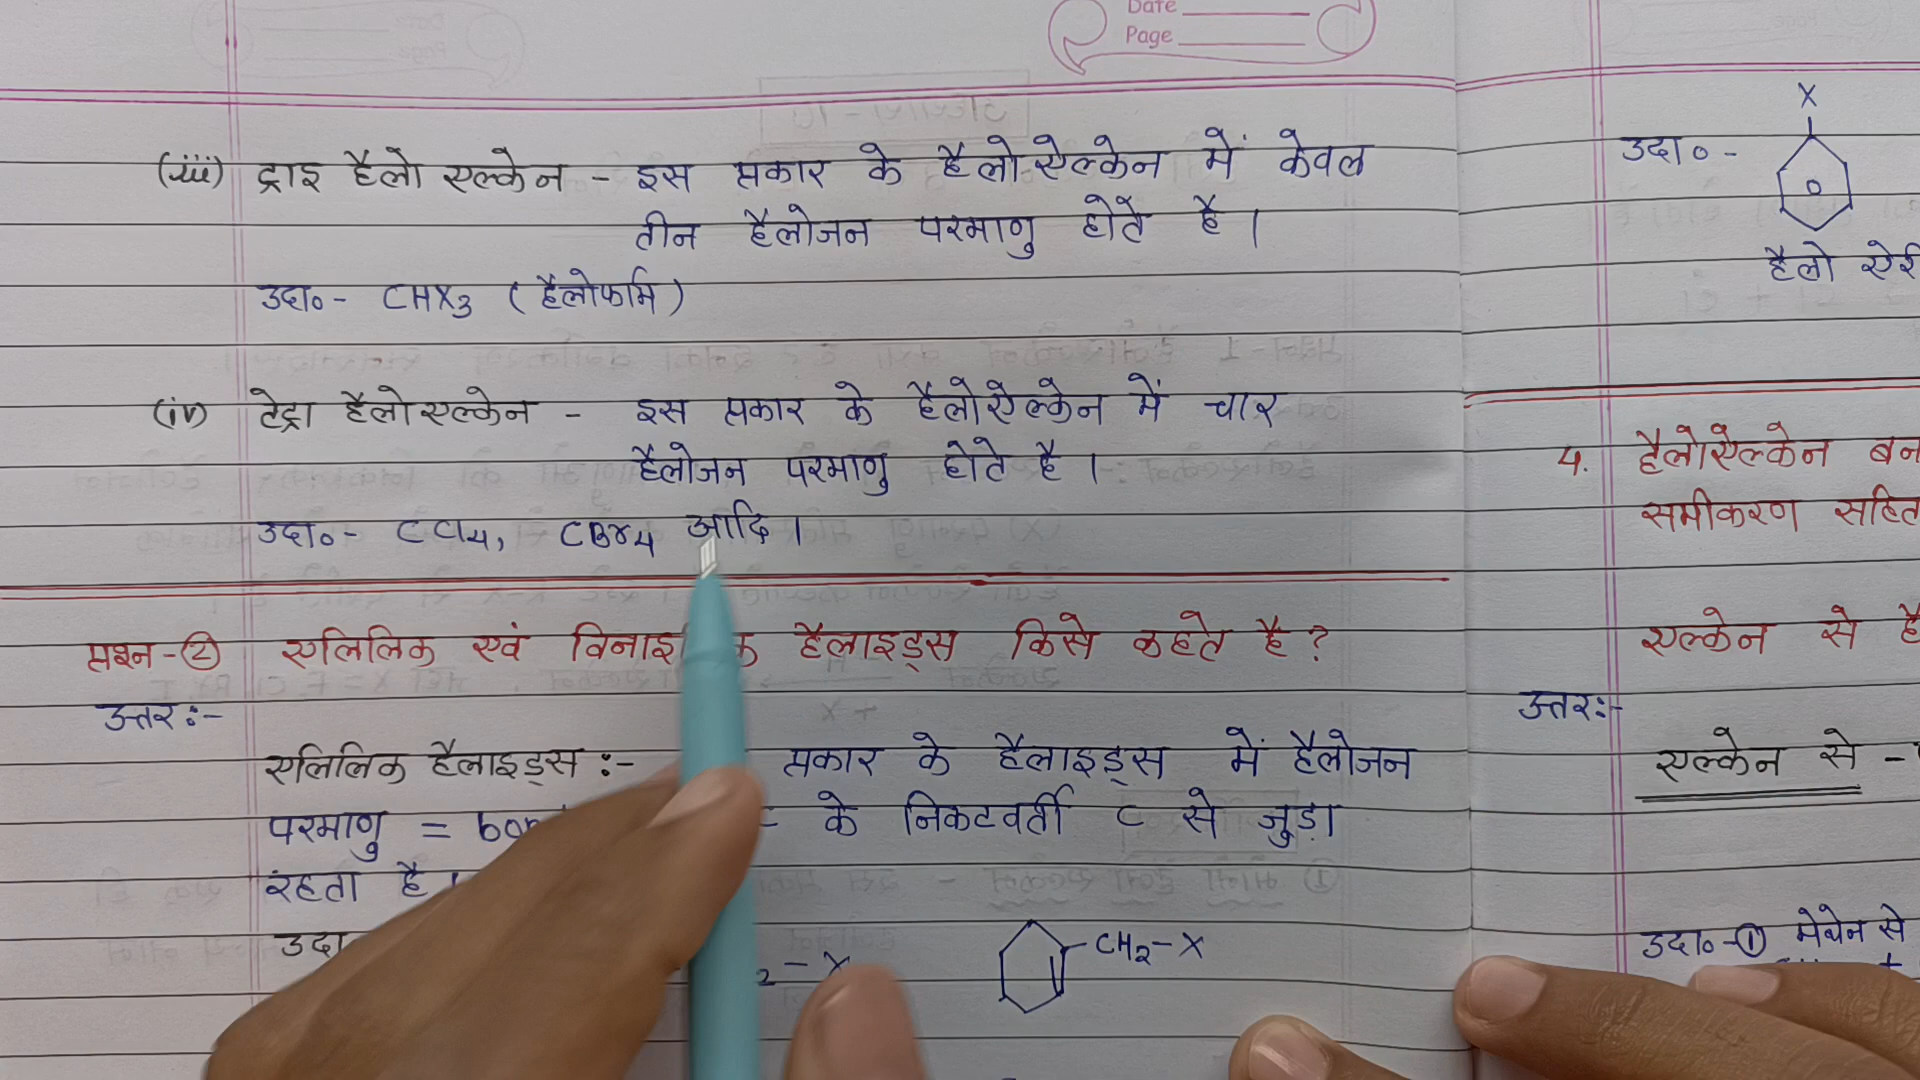 Date
Page
(iii) ट्राइ हैलो एल्केन - इस प्रकार के हैलोऐल्केन में केवल
तीन हैलोजन परमाणु होते है ।
उदा० - CHX3 ( हैलोफार्म )
(iv) टेट्रा हैलोएल्केन - इस प्रकार के हैलोऐल्केन में चार
हैलोजन परमाणु होते है ।
उदा० - CCl4, CBr4 आदि ।
प्रश्न-② एलिलिक एवं हैलाइड्स किसे कहते है ?
उत्तर :-
एलिलिक हैलाइड्स :- प्रकार के हैलाइड्स में हैलोजन
परमाणु = के निकटवर्ती C से जुड़ा
रहता है ।
2 - X
CH2-X
X
उदा० -
हैलो
4. हैलोऐल्केन
समीकरण सहित
एल्केन से
उत्तर:-
एल्केन से -
उदा० -① मेथेन से